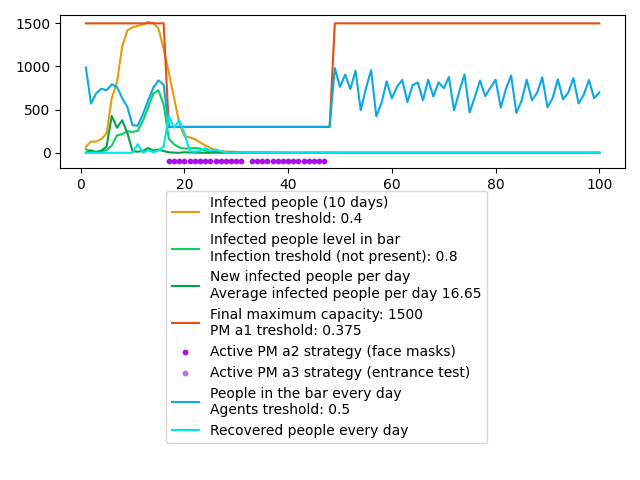 1500
1000
500
0
0
20
40
60
80
100
Infected people (10 days)
Infection treshold: 0.4
Infected people level in bar
Infection treshold (not present): 0.8
New infected people per day
Average infected people per day 16.65
Final maximum capacity: 1500
PM a1 treshold: 0.375
Active PM a2 strategy (face masks)
Active PM a3 strategy (entrance test)
People in the bar every day
Agents treshold: 0.5
Recovered people every day